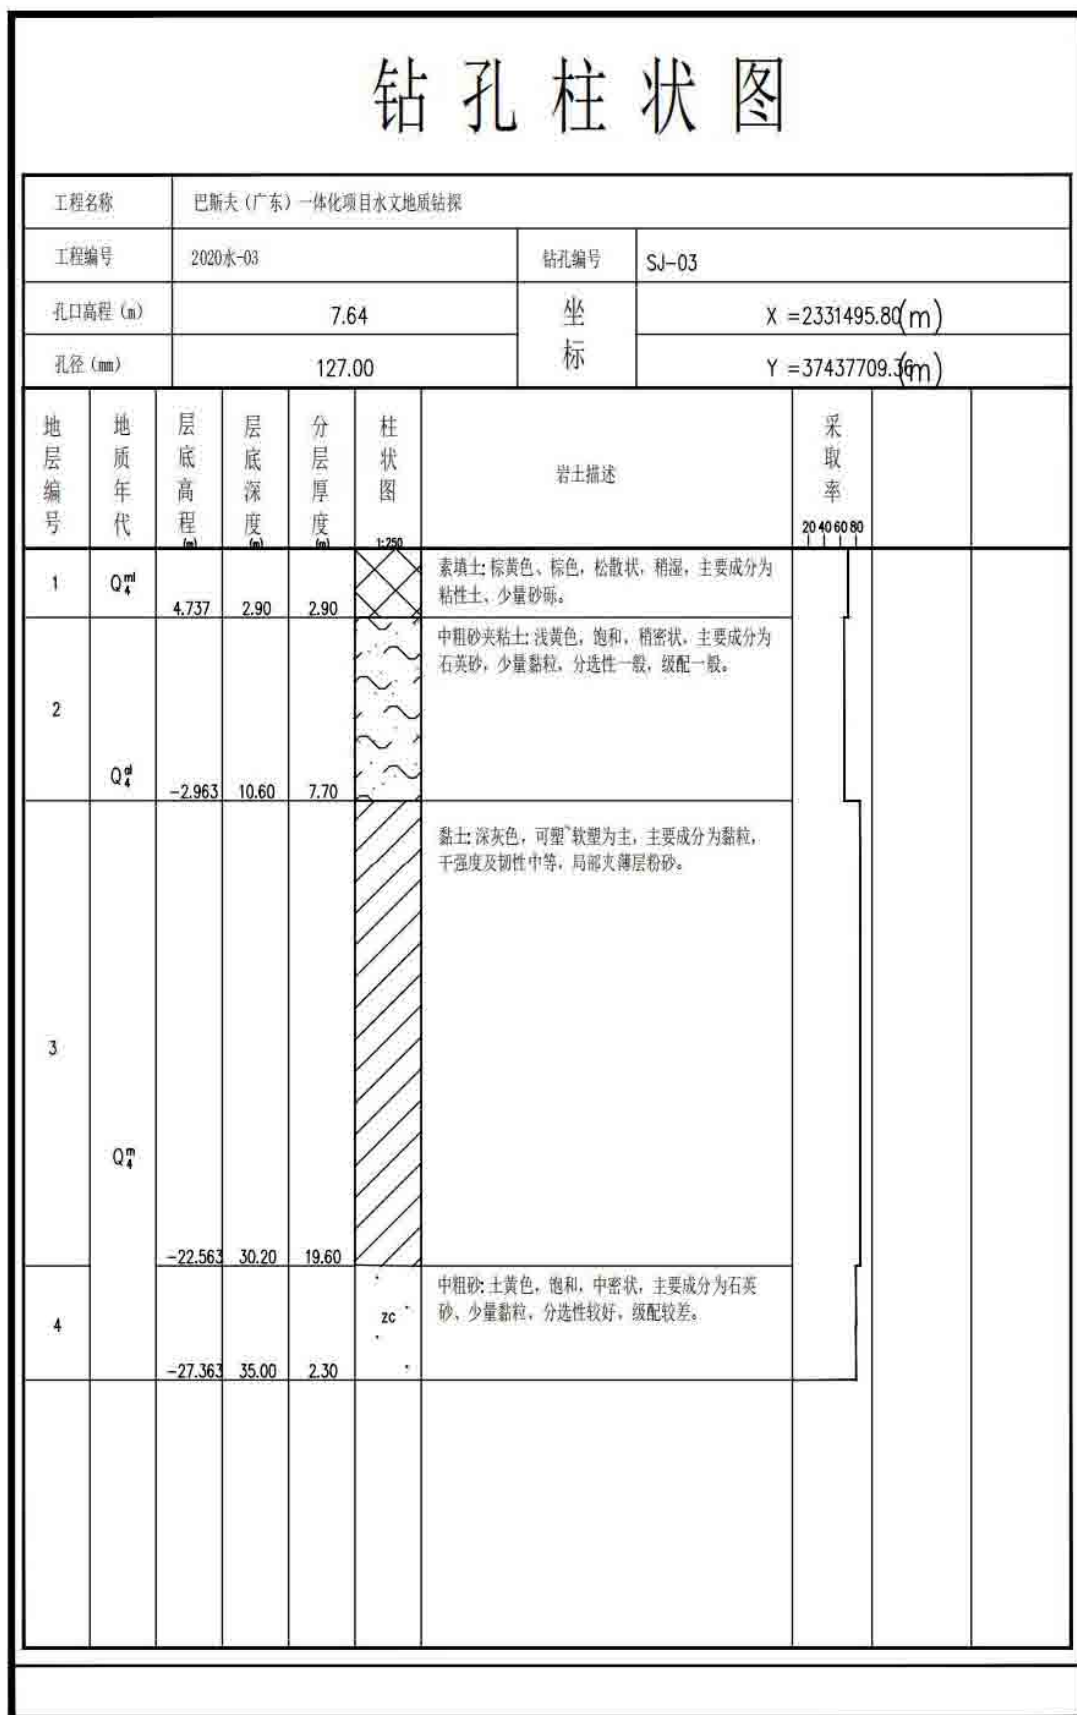 钻孔柱状图
工程名称 巴斯夫(广东)一体化项目水文地质钻探
工程编号 2020水-03 钻孔编号 SJ-03
孔口高程(m) 7.64 坐标 X =2331495.80(m)
孔径(mm) 127.00 Y =37437709.36(m)
地层编号 地质年代 层底高程(m) 层底深度(m) 分层厚度(m) 柱状图 1:250 岩土描述 采取率 20 40 60 80
素填土:棕黄色、棕色,松散状,稍湿,主要成分为
1 Q₄ᵐˡ 粘性土、少量砂砾。
4.737 2.90 2.90
中粗砂夹粘土:浅黄色,饱和,稍密状,主要成分为
石英砂,少量黏粒,分选性一般,级配一般。
2
Q₄ᵃˡ
-2.963 10.60 7.70
黏土:深灰色,可塑~软塑为主,主要成分为黏粒,
干强度及韧性中等,局部夹薄层粉砂。
3
Q₄ᵐ
-22.563 30.20 19.60
中粗砂:土黄色,饱和,中密状,主要成分为石英
4 zc 砂、少量黏粒,分选性较好,级配较差。
-27.363 35.00 2.30